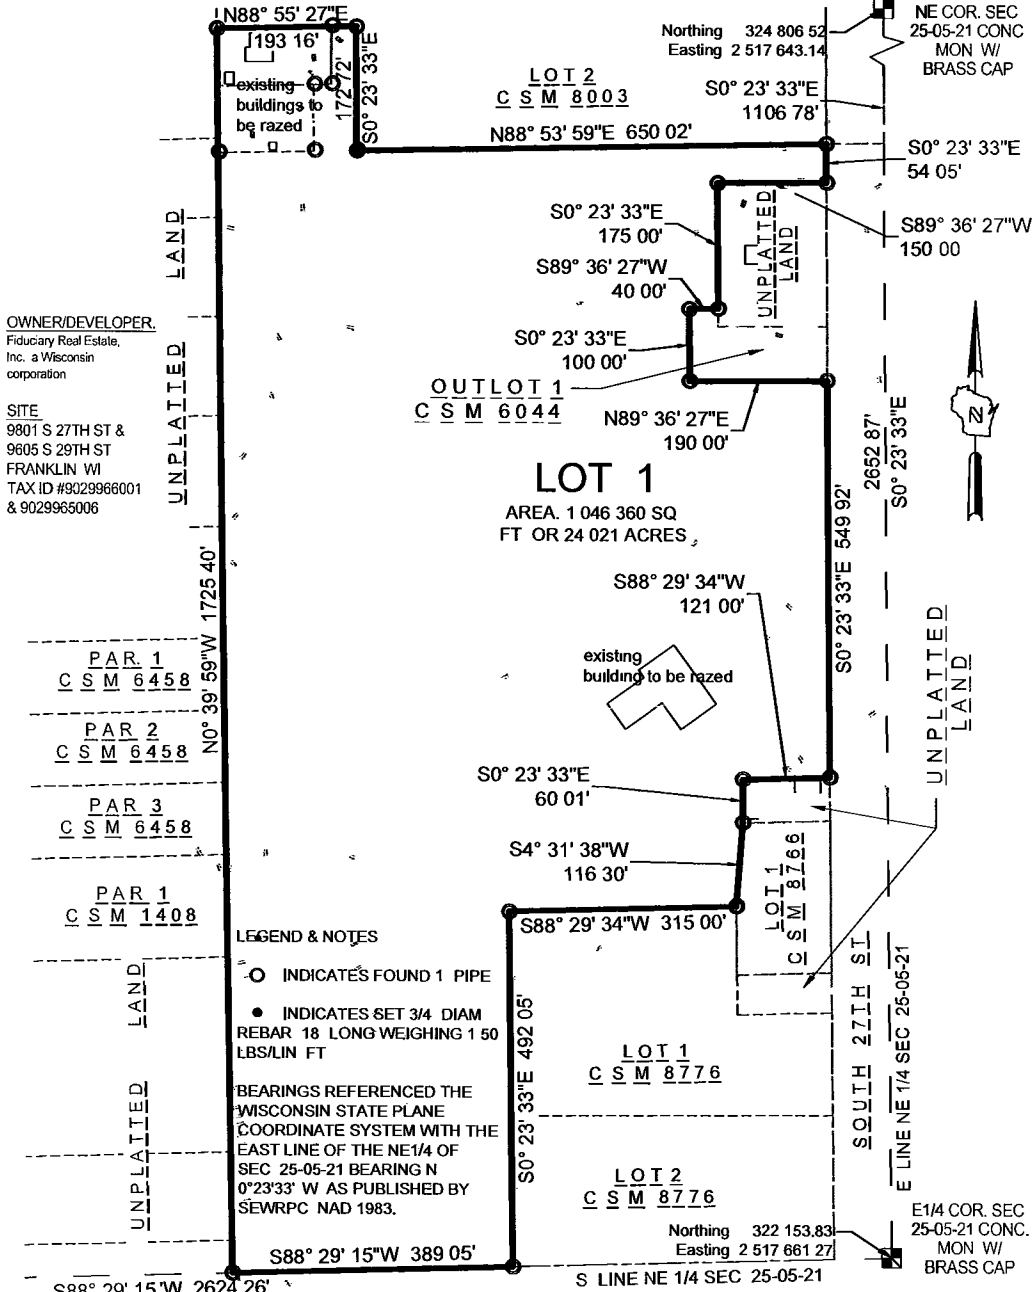 N88° 55' 27"E
193 16'
172 72'
S0° 23' 33"E
existing
buildings to
be razed
LOT 2
C S M 8003
N88° 53' 59"E 650 02'
Northing 324 806 52
Easting 2 517 643.14
NE COR. SEC
25-05-21 CONC
MON W/
BRASS CAP
S0° 23' 33"E
1106 78'
S0° 23' 33"E
54 05'
S89° 36' 27"W
150 00
UNPLATTED
LAND
S0° 23' 33"E
175 00'
S89° 36' 27"W
40 00'
S0° 23' 33"E
100 00'
OUTLOT 1
C S M 6044
N89° 36' 27"E
190 00'
UNPLATTED LAND
OWNER/DEVELOPER.
Fiduciary Real Estate,
Inc. a Wisconsin
corporation
SITE
9801 S 27TH ST &
9605 S 29TH ST
FRANKLIN WI
TAX ID #9029966001
& 9029965006
LOT 1
AREA. 1 046 360 SQ
FT OR 24 021 ACRES
N
2652 87'
S0° 23' 33"E
S0° 23' 33"E 549 92'
N0° 39' 59"W 1725 40'
S88° 29' 34"W
121 00'
existing
building to be razed
UNPLATTED
LAND
PAR. 1
C S M 6458
PAR 2
C S M 6458
PAR 3
C S M 6458
PAR 1
C S M 1408
S0° 23' 33"E
60 01'
S4° 31' 38"W
116 30'
LOT 1
C S M 8766
S88° 29' 34"W 315 00'
LEGEND & NOTES
INDICATES FOUND 1 PIPE
INDICATES SET 3/4 DIAM
REBAR 18 LONG WEIGHING 1 50
LBS/LIN FT
BEARINGS REFERENCED THE
WISCONSIN STATE PLANE
COORDINATE SYSTEM WITH THE
EAST LINE OF THE NE1/4 OF
SEC 25-05-21 BEARING N
0°23'33' W AS PUBLISHED BY
SEWRPC NAD 1983.
UNPLATTED LAND
S0° 23' 33"E 492 05'
LOT 1
C S M 8776
LOT 2
C S M 8776
SOUTH 27TH ST
E LINE NE 1/4 SEC 25-05-21
Northing 322 153.83
Easting 2 517 661 27
E1/4 COR. SEC
25-05-21 CONC.
MON W/
BRASS CAP
S88° 29' 15"W 389 05'
S LINE NE 1/4 SEC 25-05-21
S88° 29' 15'W 2624 26'